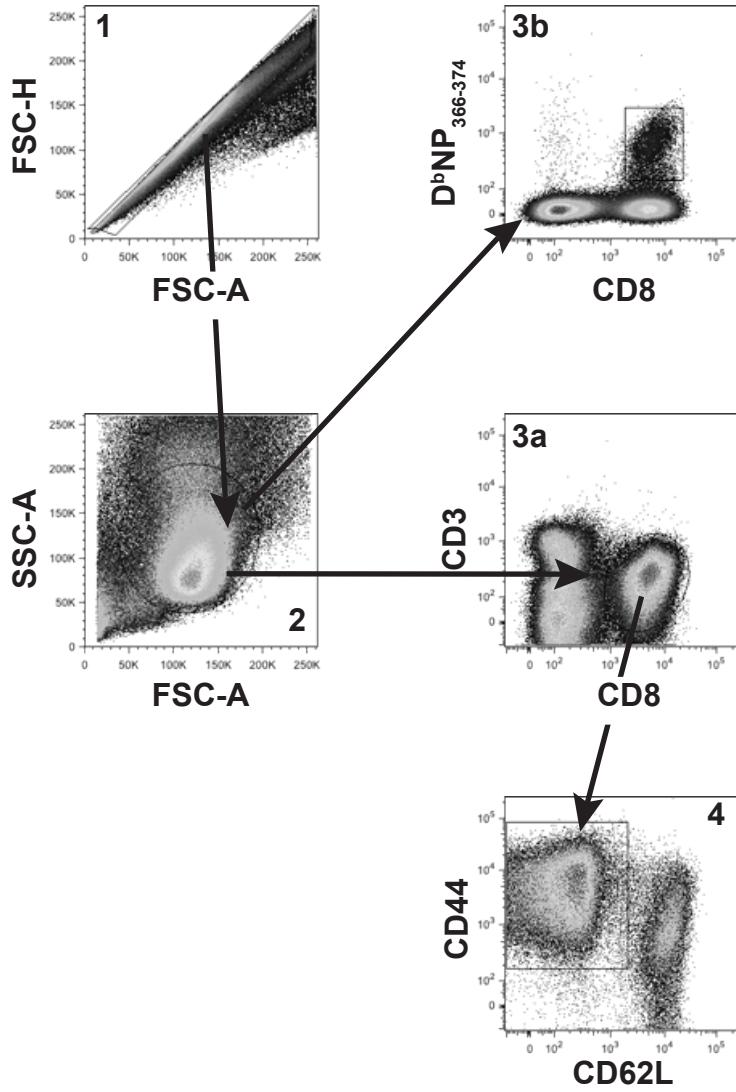 1
FSC-H
250K
200K
150K
100K
50K
0
0 50K 100K 150K 200K 250K
FSC-A
3b
DᵇNP₃₆₆₋₃₇₄
10⁵
10⁴
10³
10²
0
0 10² 10³ 10⁴ 10⁵
CD8
2
SSC-A
250K
200K
150K
100K
50K
0
0 50K 100K 150K 200K 250K
FSC-A
3a
CD3
10⁵
10⁴
10³
10²
0
0 10² 10³ 10⁴ 10⁵
CD8
4
CD44
10⁵
10⁴
10³
10²
0
0 10² 10³ 10⁴ 10⁵
CD62L